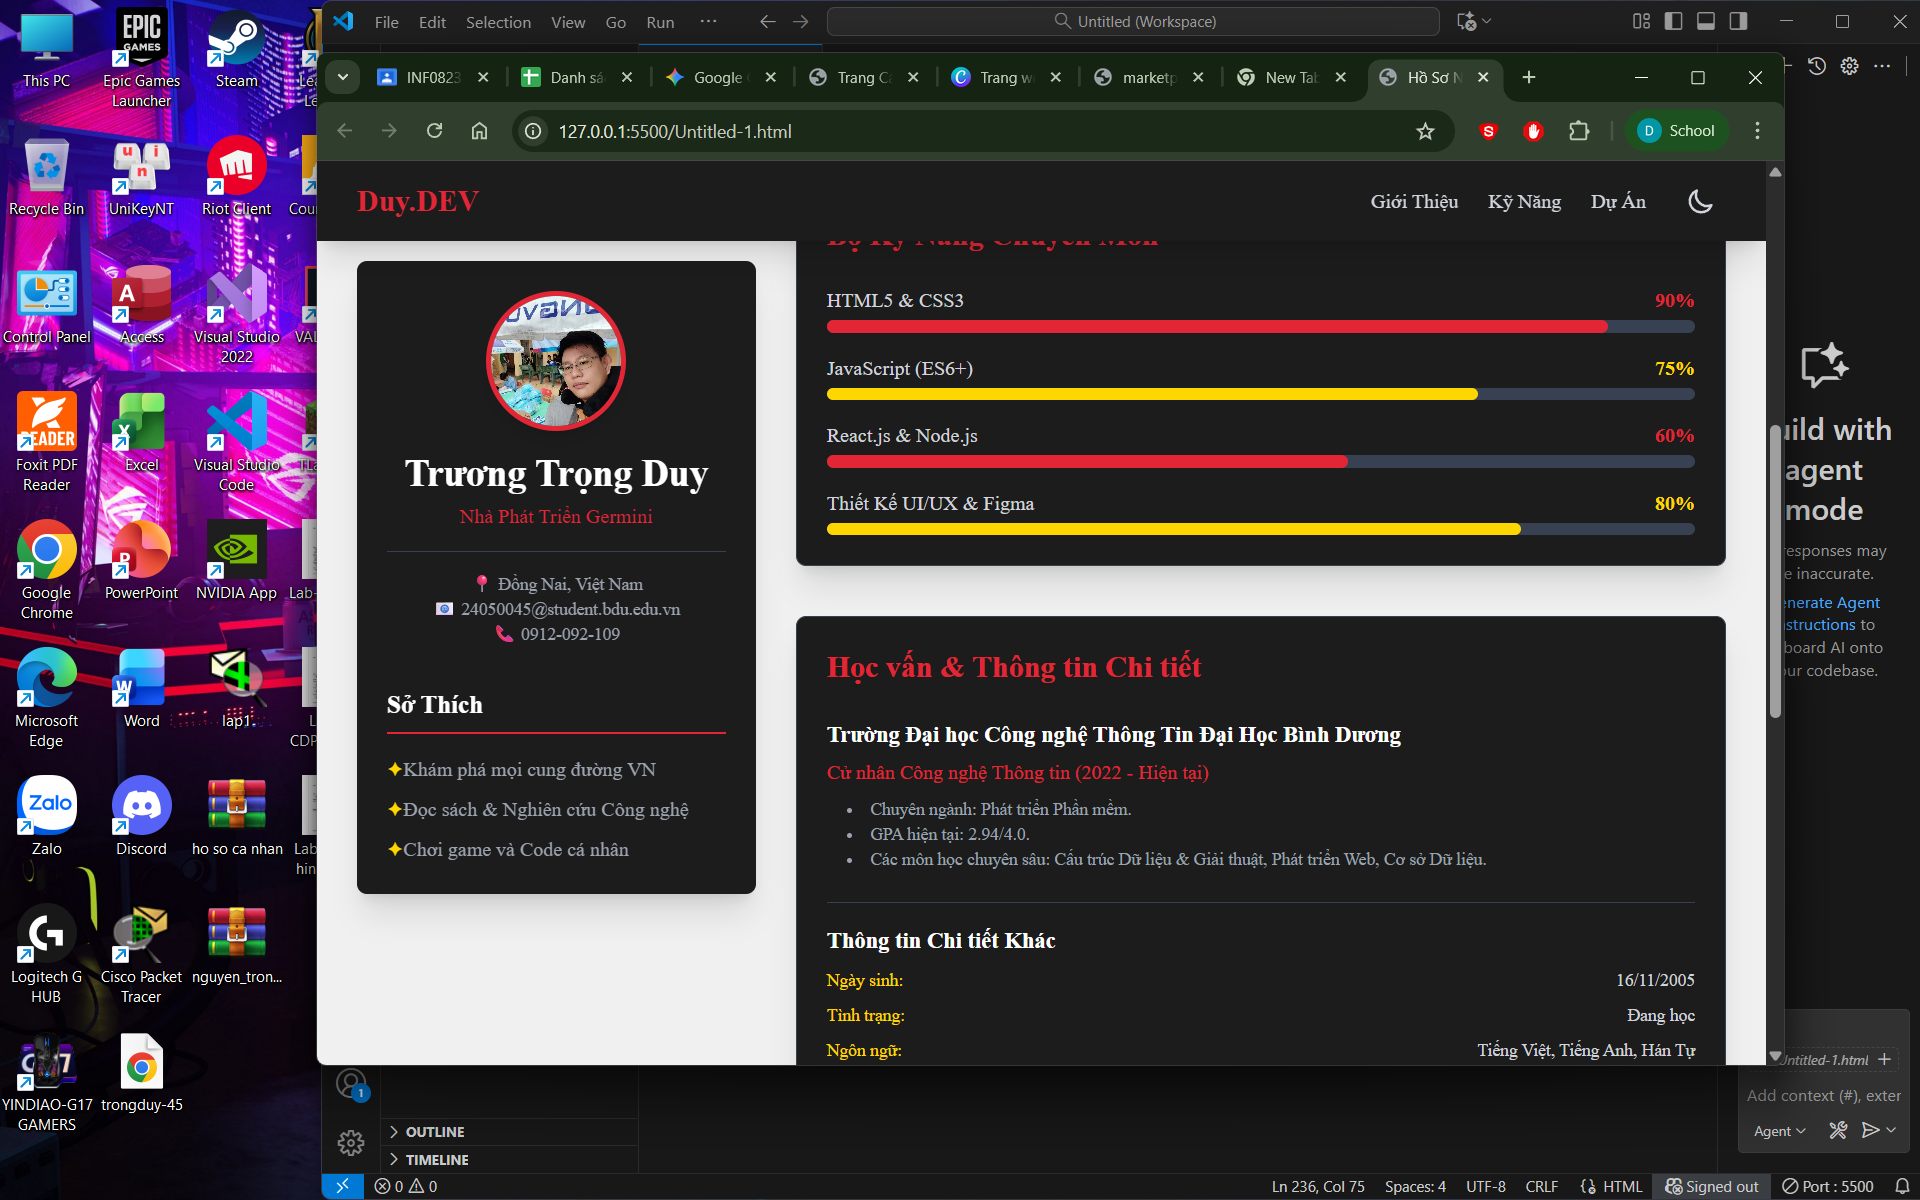 This PC
Epic Games Launcher
Steam
Recycle Bin
UniKeyNT
Riot Client
Control Panel
Access
Visual Studio 2022
Foxit PDF Reader
Excel
Visual Studio Code
Google Chrome
PowerPoint
NVIDIA App
Microsoft Edge
Word
lap1
Zalo
Discord
ho so ca nhan
Logitech G HUB
Cisco Packet Tracer
nguyen_tron...
YINDIAO-G17 GAMERS
trongduy-45
File Edit Selection View Go Run ...
Untitled (Workspace)
INF0823
Danh sá
Google
Trang C
Trang w
marketp
New Tab
Hồ Sơ N
127.0.0.1:5500/Untitled-1.html
D School
Duy.DEV
Giới Thiệu
Kỹ Năng
Dự Án
Trương Trọng Duy
Nhà Phát Triển Germini
Đồng Nai, Việt Nam
24050045@student.bdu.edu.vn
0912-092-109
Sở Thích
✦Khám phá mọi cung đường VN
✦Đọc sách & Nghiên cứu Công nghệ
✦Chơi game và Code cá nhân
Bộ Kỹ Năng Chuyên Môn
HTML5 & CSS3 90%
JavaScript (ES6+) 75%
React.js & Node.js 60%
Thiết Kế UI/UX & Figma 80%
Học vấn & Thông tin Chi tiết
Trường Đại học Công nghệ Thông Tin Đại Học Bình Dương
Cử nhân Công nghệ Thông tin (2022 - Hiện tại)
• Chuyên ngành: Phát triển Phần mềm.
• GPA hiện tại: 2.94/4.0.
• Các môn học chuyên sâu: Cấu trúc Dữ liệu & Giải thuật, Phát triển Web, Cơ sở Dữ liệu.
Thông tin Chi tiết Khác
Ngày sinh: 16/11/2005
Tình trạng: Đang học
Ngôn ngữ: Tiếng Việt, Tiếng Anh, Hán Tự
uild with
agent
mode
responses may
e inaccurate.
enerate Agent
structions to
board AI onto
ur codebase.
Untitled-1.html +
Add context (#), exter
Agent
1
OUTLINE
TIMELINE
0 0
Ln 236, Col 75
Spaces: 4
UTF-8
CRLF
HTML
Signed out
Port : 5500